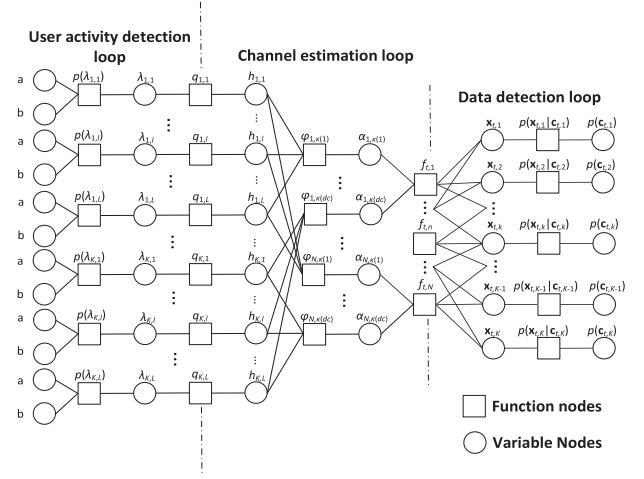 User activity detection
loop
Channel estimation loop
Data detection loop
a p(λ1,1) λ1,1 q1,1 h1,1
b
a p(λ1,l) λ1,l q1,l h1,l
b
a p(λ1,L) λ1,L q1,L h1,L
b
a p(λK,1) λK,1 qK,1 hK,1
b
a p(λK,l) λK,l qK,l hK,l
b
a p(λK,L) λK,L qK,L hK,L
b
φ1,κ(1) α1,κ(1)
φ1,κ(dc) α1,κ(dc)
φN,κ(1) αN,κ(1)
φN,κ(dc) αN,κ(dc)
ft,1
ft,n
ft,N
xt,1 p(xt,1|ct,1) p(ct,1)
xt,2 p(xt,2|ct,2) p(ct,2)
xt,k p(xt,k|ct,k) p(ct,k)
xt,K-1 p(xt,K-1|ct,K-1) p(ct,K-1)
xt,K p(xt,K|ct,K) p(ct,K)
Function nodes
Variable Nodes